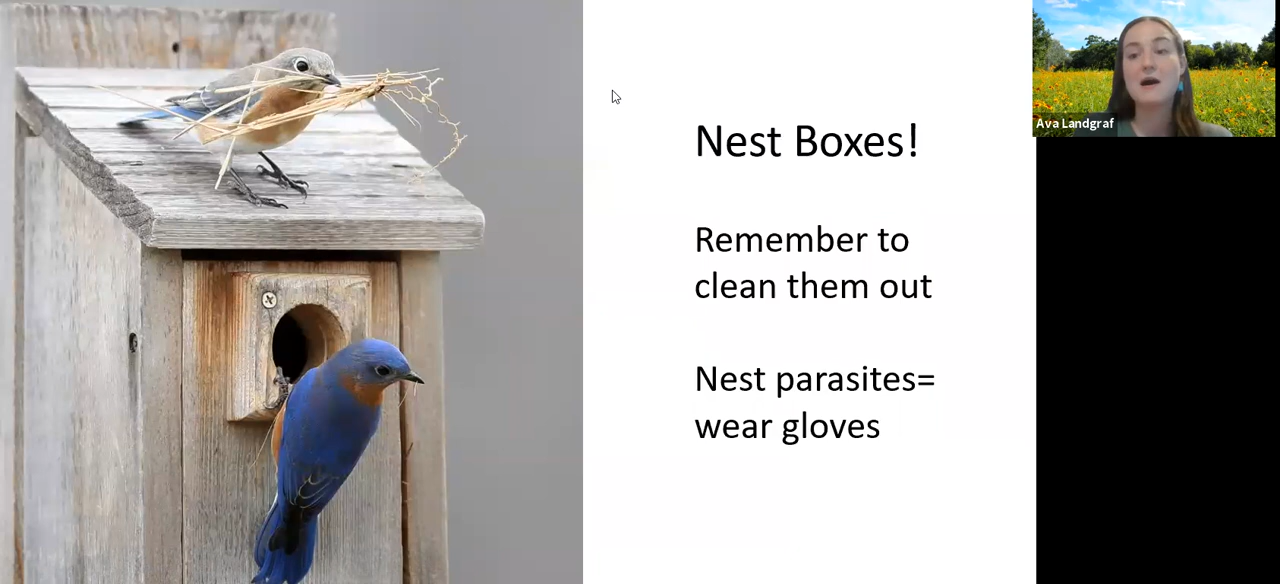 Nest Boxes!
Remember to
clean them out
Nest parasites=
wear gloves
Ava Landgraf